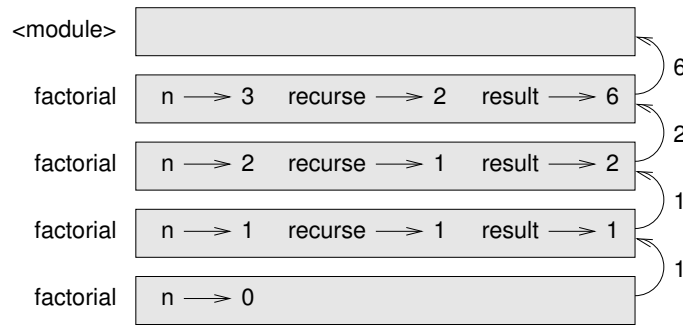 <module>
6
factorial n 3 recurse 2 result 6
2
factorial n 2 recurse 1 result 2
1
factorial n 1 recurse 1 result 1
1
factorial n 0